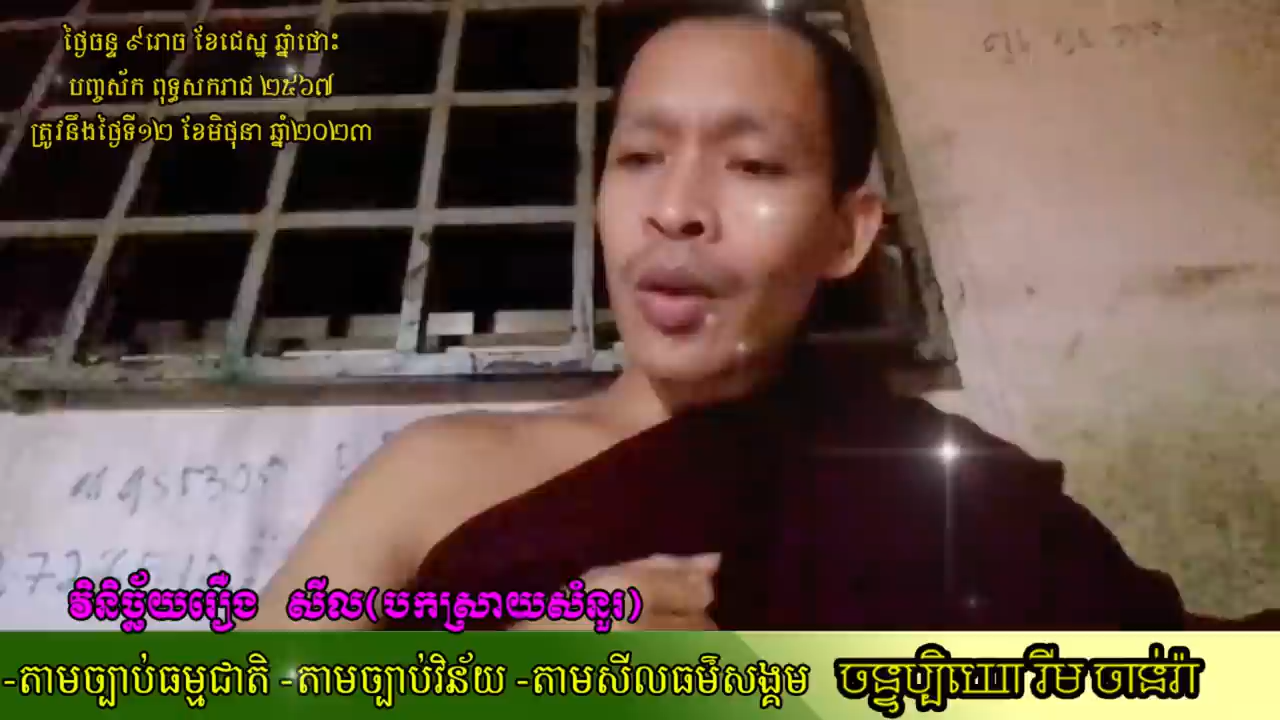 ថ្ងៃចន្ទ ៩រោច ខែជេស្ឋ ឆ្នាំថោះ
បញ្ចស័ក ពុទ្ធសករាជ ២៥៦៧
ត្រូវនឹងថ្ងៃទី១២ ខែមិថុនា ឆ្នាំ២០២៣
វិនិច្ឆ័យរឿង សីល(បកស្រាយសំនួរ)
-តាមច្បាប់ធម្មជាតិ -តាមច្បាប់វិន័យ -តាមសីលធម៌សង្គម
ចន្ទប្បិយោ រឹម ចាន់រ៉ា